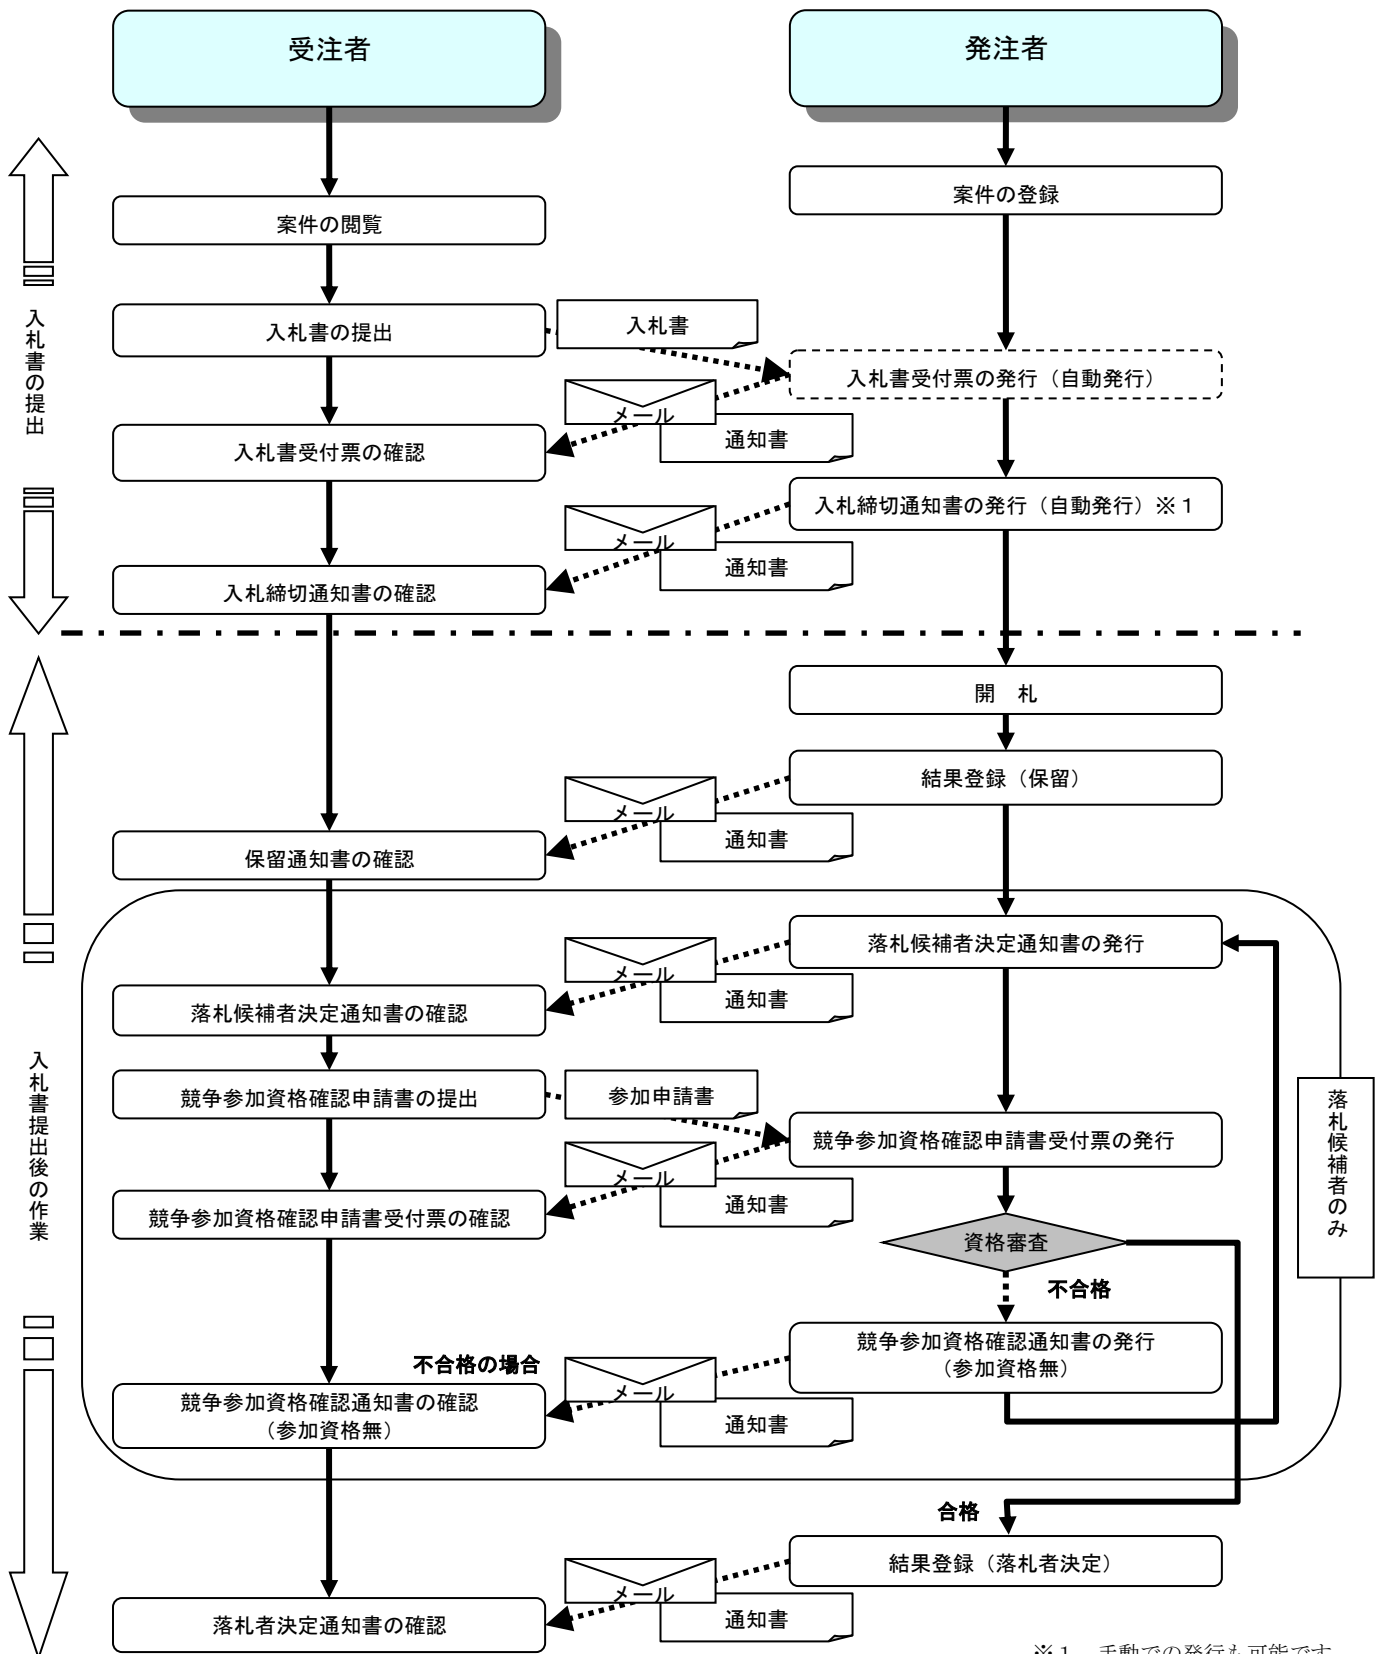 受注者
発注者
案件の登録
案件の閲覧
入札書の提出
入札書の提出
入札書
入札書受付票の発行（自動発行）
メール
通知書
入札書受付票の確認
入札締切通知書の発行（自動発行）※１
メール
通知書
入札締切通知書の確認
開　札
結果登録（保留）
メール
通知書
保留通知書の確認
落札候補者決定通知書の発行
メール
通知書
落札候補者決定通知書の確認
入札書提出後の作業
競争参加資格確認申請書の提出
参加申請書
競争参加資格確認申請書受付票の発行
落札候補者のみ
メール
通知書
競争参加資格確認申請書受付票の確認
資格審査
不合格
競争参加資格確認通知書の発行
（参加資格無）
不合格の場合
メール
通知書
競争参加資格確認通知書の確認
（参加資格無）
合格
結果登録（落札者決定）
メール
通知書
落札者決定通知書の確認
※１　手動での発行も可能です